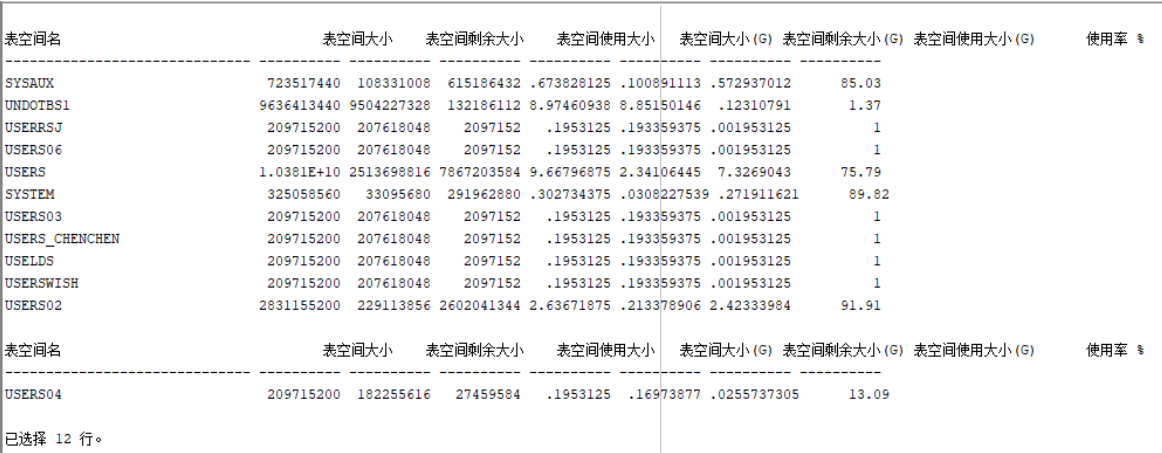 表空间名 表空间大小 表空间剩余大小 表空间使用大小 表空间大小(G) 表空间剩余大小(G) 表空间使用大小(G) 使用率 %
------------------------------ ---------- ---------- ---------- ---------- ---------- ---------- ----------
SYSAUX 723517440 108331008 615186432 .673828125 .100891113 .572937012 85.03
UNDOTBS1 9636413440 9504227328 132186112 8.97460938 8.85150146 .12310791 1.37
USERRSJ 209715200 207618048 2097152 .1953125 .193359375 .001953125 1
USERS06 209715200 207618048 2097152 .1953125 .193359375 .001953125 1
USERS 1.0381E+10 2513698816 7867203584 9.66796875 2.34106445 7.3269043 75.79
SYSTEM 325058560 33095680 291962880 .302734375 .0308227539 .271911621 89.82
USERS03 209715200 207618048 2097152 .1953125 .193359375 .001953125 1
USERS_CHENCHEN 209715200 207618048 2097152 .1953125 .193359375 .001953125 1
USELDS 209715200 207618048 2097152 .1953125 .193359375 .001953125 1
USERSWISH 209715200 207618048 2097152 .1953125 .193359375 .001953125 1
USERS02 2831155200 229113856 2602041344 2.63671875 .213378906 2.42333984 91.91
表空间名 表空间大小 表空间剩余大小 表空间使用大小 表空间大小(G) 表空间剩余大小(G) 表空间使用大小(G) 使用率 %
------------------------------ ---------- ---------- ---------- ---------- ---------- ---------- ----------
USERS04 209715200 182255616 27459584 .1953125 .16973877 .0255737305 13.09
已选择 12 行。